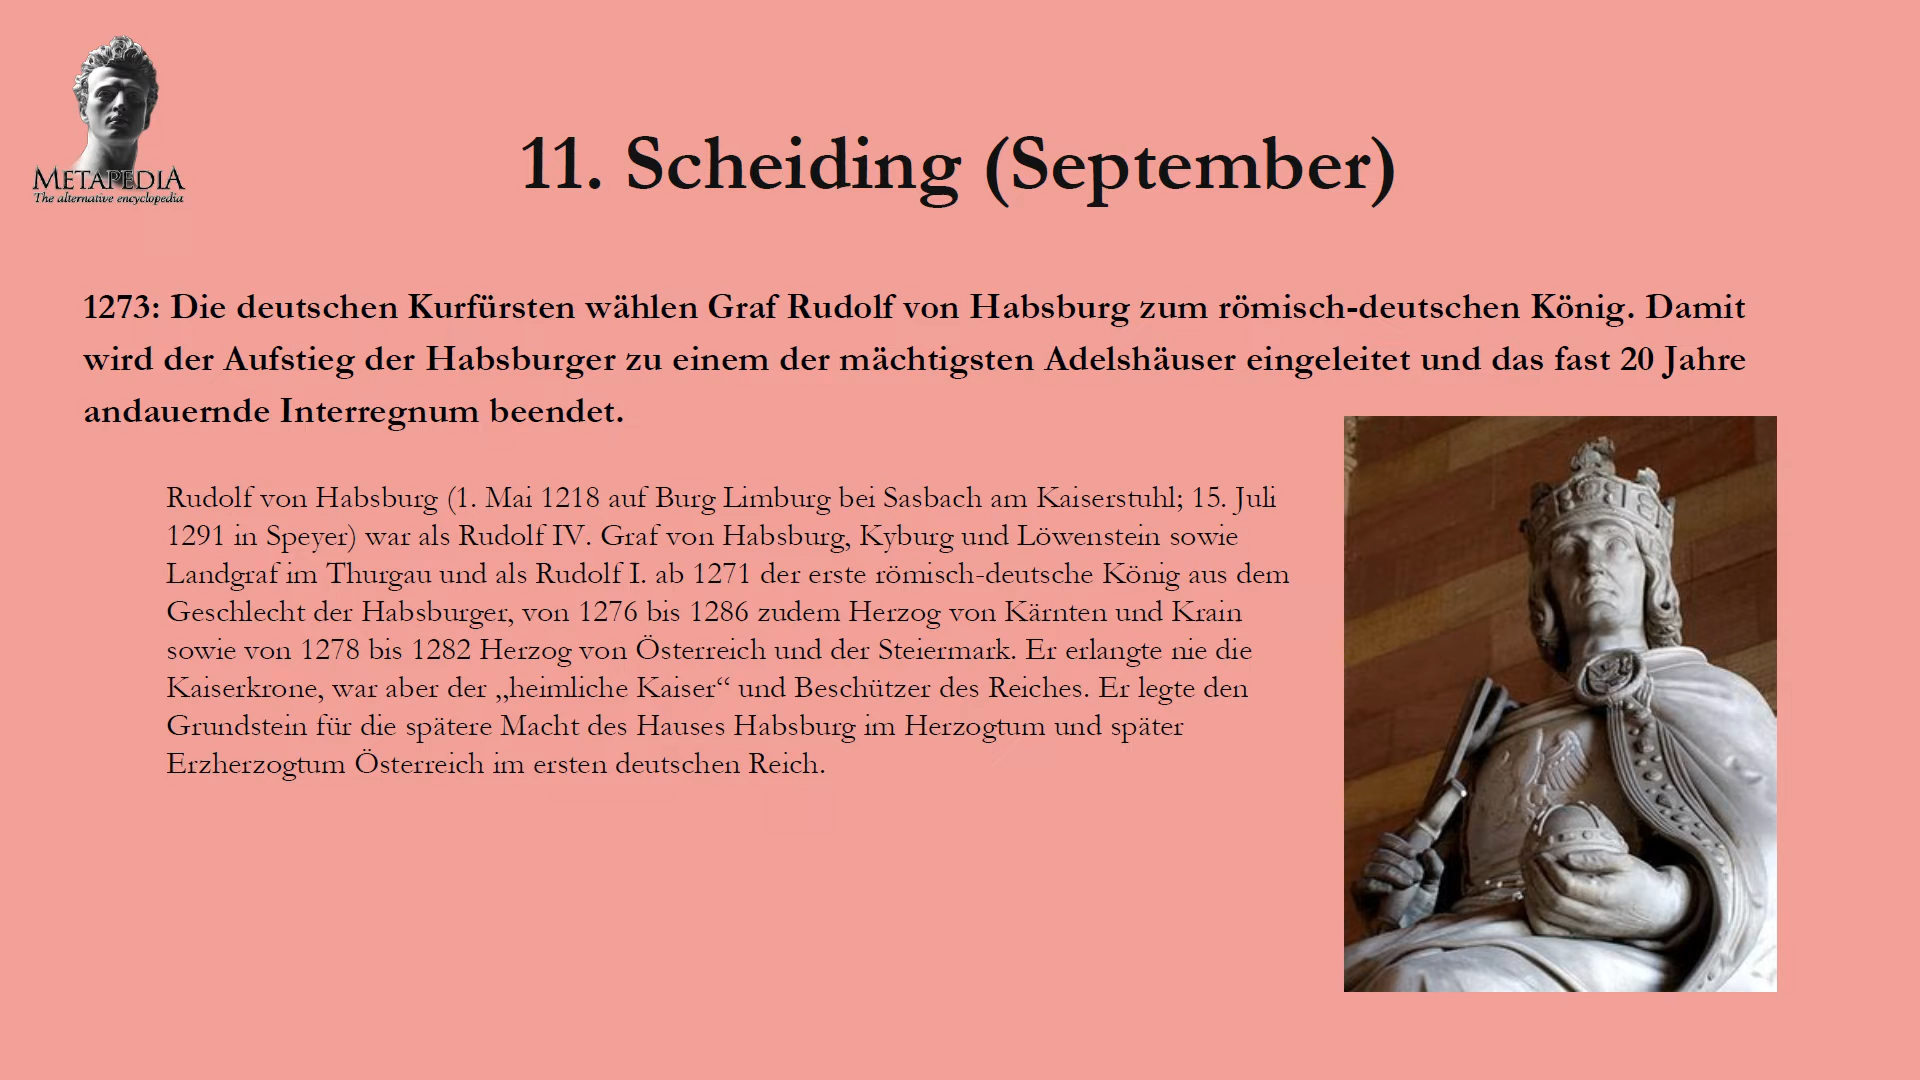 METAPEDIA
The alternative encyclopedia
11. Scheiding (September)
1273: Die deutschen Kurfürsten wählen Graf Rudolf von Habsburg zum römisch-deutschen König. Damit
wird der Aufstieg der Habsburger zu einem der mächtigsten Adelshäuser eingeleitet und das fast 20 Jahre
andauernde Interregnum beendet.
Rudolf von Habsburg (1. Mai 1218 auf Burg Limburg bei Sasbach am Kaiserstuhl; 15. Juli
1291 in Speyer) war als Rudolf IV. Graf von Habsburg, Kyburg und Löwenstein sowie
Landgraf im Thurgau und als Rudolf I. ab 1271 der erste römisch-deutsche König aus dem
Geschlecht der Habsburger, von 1276 bis 1286 zudem Herzog von Kärnten und Krain
sowie von 1278 bis 1282 Herzog von Österreich und der Steiermark. Er erlangte nie die
Kaiserkrone, war aber der „heimliche Kaiser“ und Beschützer des Reiches. Er legte den
Grundstein für die spätere Macht des Hauses Habsburg im Herzogtum und später
Erzherzogtum Österreich im ersten deutschen Reich.